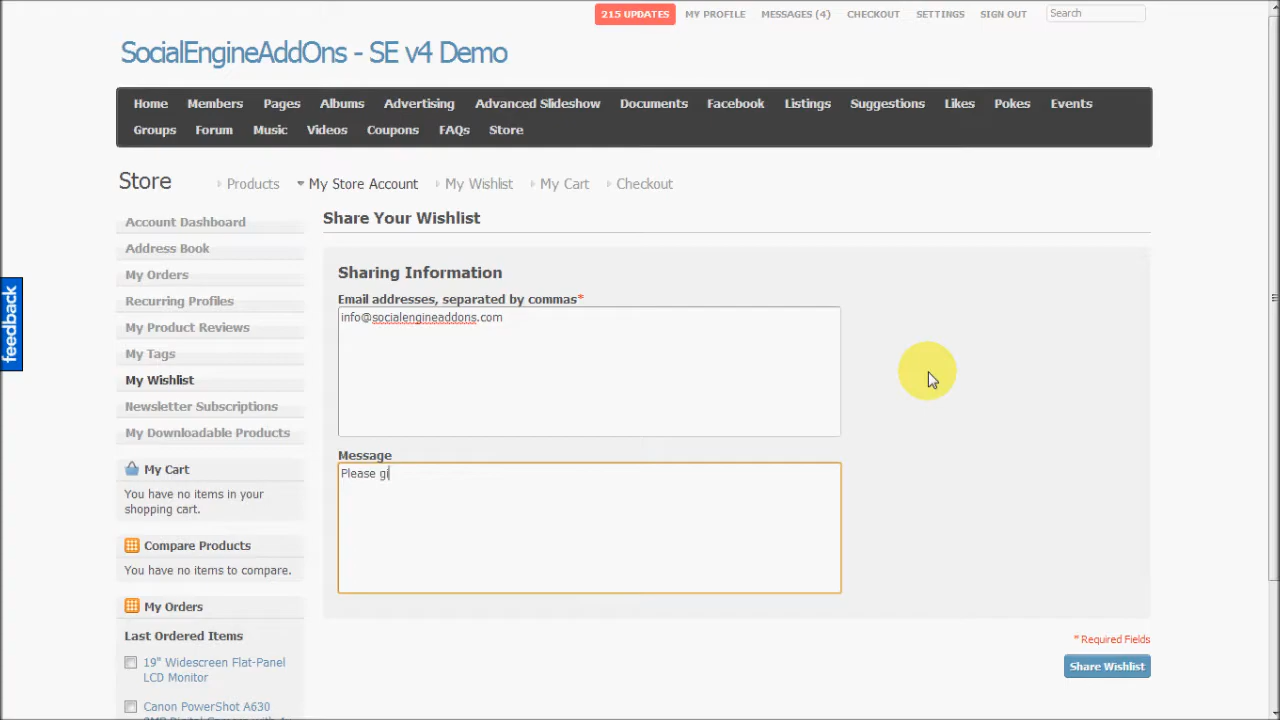 215 UPDATES MY PROFILE MESSAGES (4) CHECKOUT SETTINGS SIGN OUT Search
SocialEngineAddOns - SE v4 Demo
Home Members Pages Albums Advertising Advanced Slideshow Documents Facebook Listings Suggestions Likes Pokes Events
Groups Forum Music Videos Coupons FAQs Store
Store Products My Store Account My Wishlist My Cart Checkout
Account Dashboard
Address Book
My Orders
Recurring Profiles
My Product Reviews
My Tags
My Wishlist
Newsletter Subscriptions
My Downloadable Products
My Cart
You have no items in your
shopping cart.
Compare Products
You have no items to compare.
My Orders
Last Ordered Items
19" Widescreen Flat-Panel
LCD Monitor
Canon PowerShot A630
Share Your Wishlist
Sharing Information
Email addresses, separated by commas*
info@socialengineaddons.com
Message
Please gi
* Required Fields
Share Wishlist
feedback